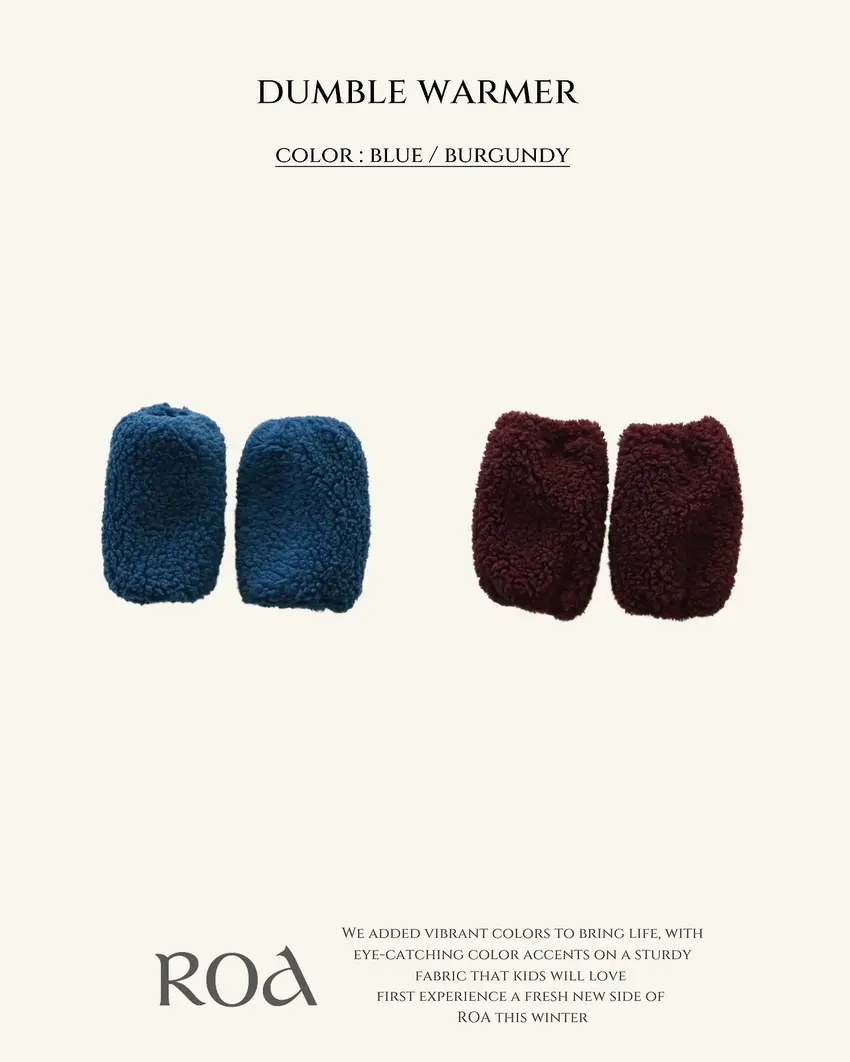 DUMBLE WARMER
COLOR : BLUE / BURGUNDY
ROA
WE ADDED VIBRANT COLORS TO BRING LIFE, WITH
EYE-CATCHING COLOR ACCENTS ON A STURDY
FABRIC THAT KIDS WILL LOVE
FIRST EXPERIENCE A FRESH NEW SIDE OF
ROA THIS WINTER